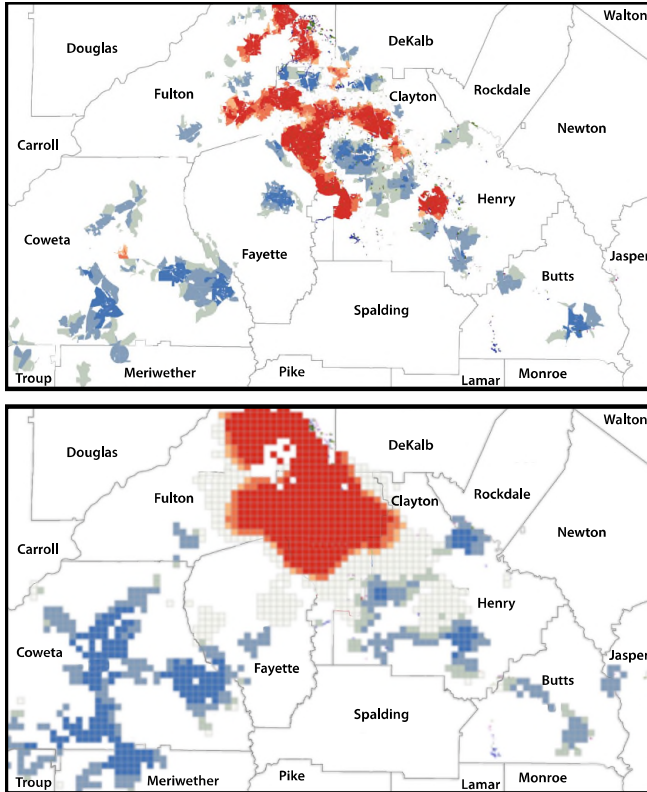 Walton
Douglas
DeKalb
Fulton
Clayton
Rockdale
Newton
Carroll
Henry
Coweta
Fayette
Butts
Jasper
Spalding
Troup
Meriwether
Pike
Lamar
Monroe
Walton
Douglas
DeKalb
Fulton
Clayton
Rockdale
Newton
Carroll
Henry
Coweta
Fayette
Jasper
Butts
Spalding
Troup
Meriwether
Pike
Lamar
Monroe